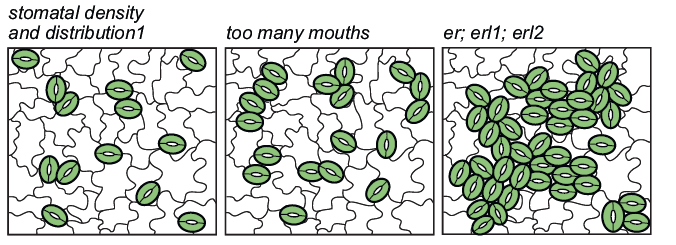 stomatal density
and distribution1
too many mouths
er; erl1; erl2